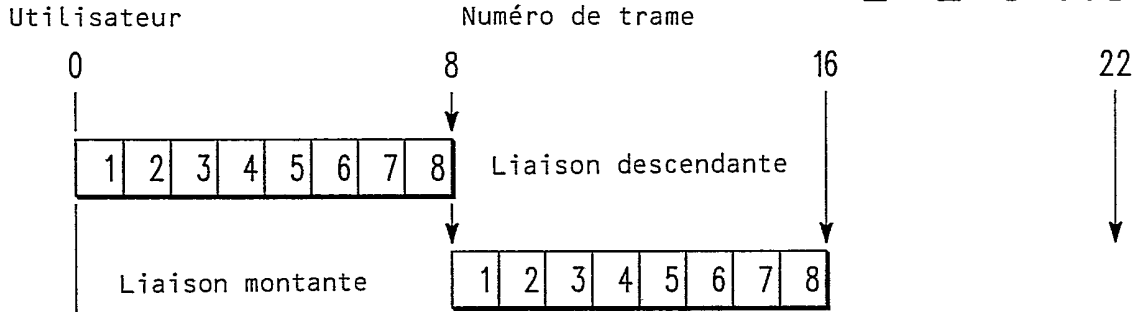 Utilisateur Numéro de trame
0 8 16 22
1 2 3 4 5 6 7 8 Liaison descendante
Liaison montante 1 2 3 4 5 6 7 8